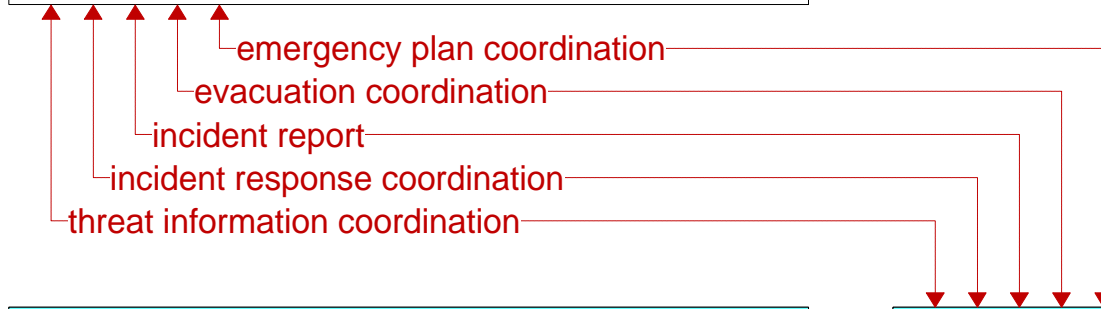 emergency plan coordination
evacuation coordination
incident report
incident response coordination
threat information coordination